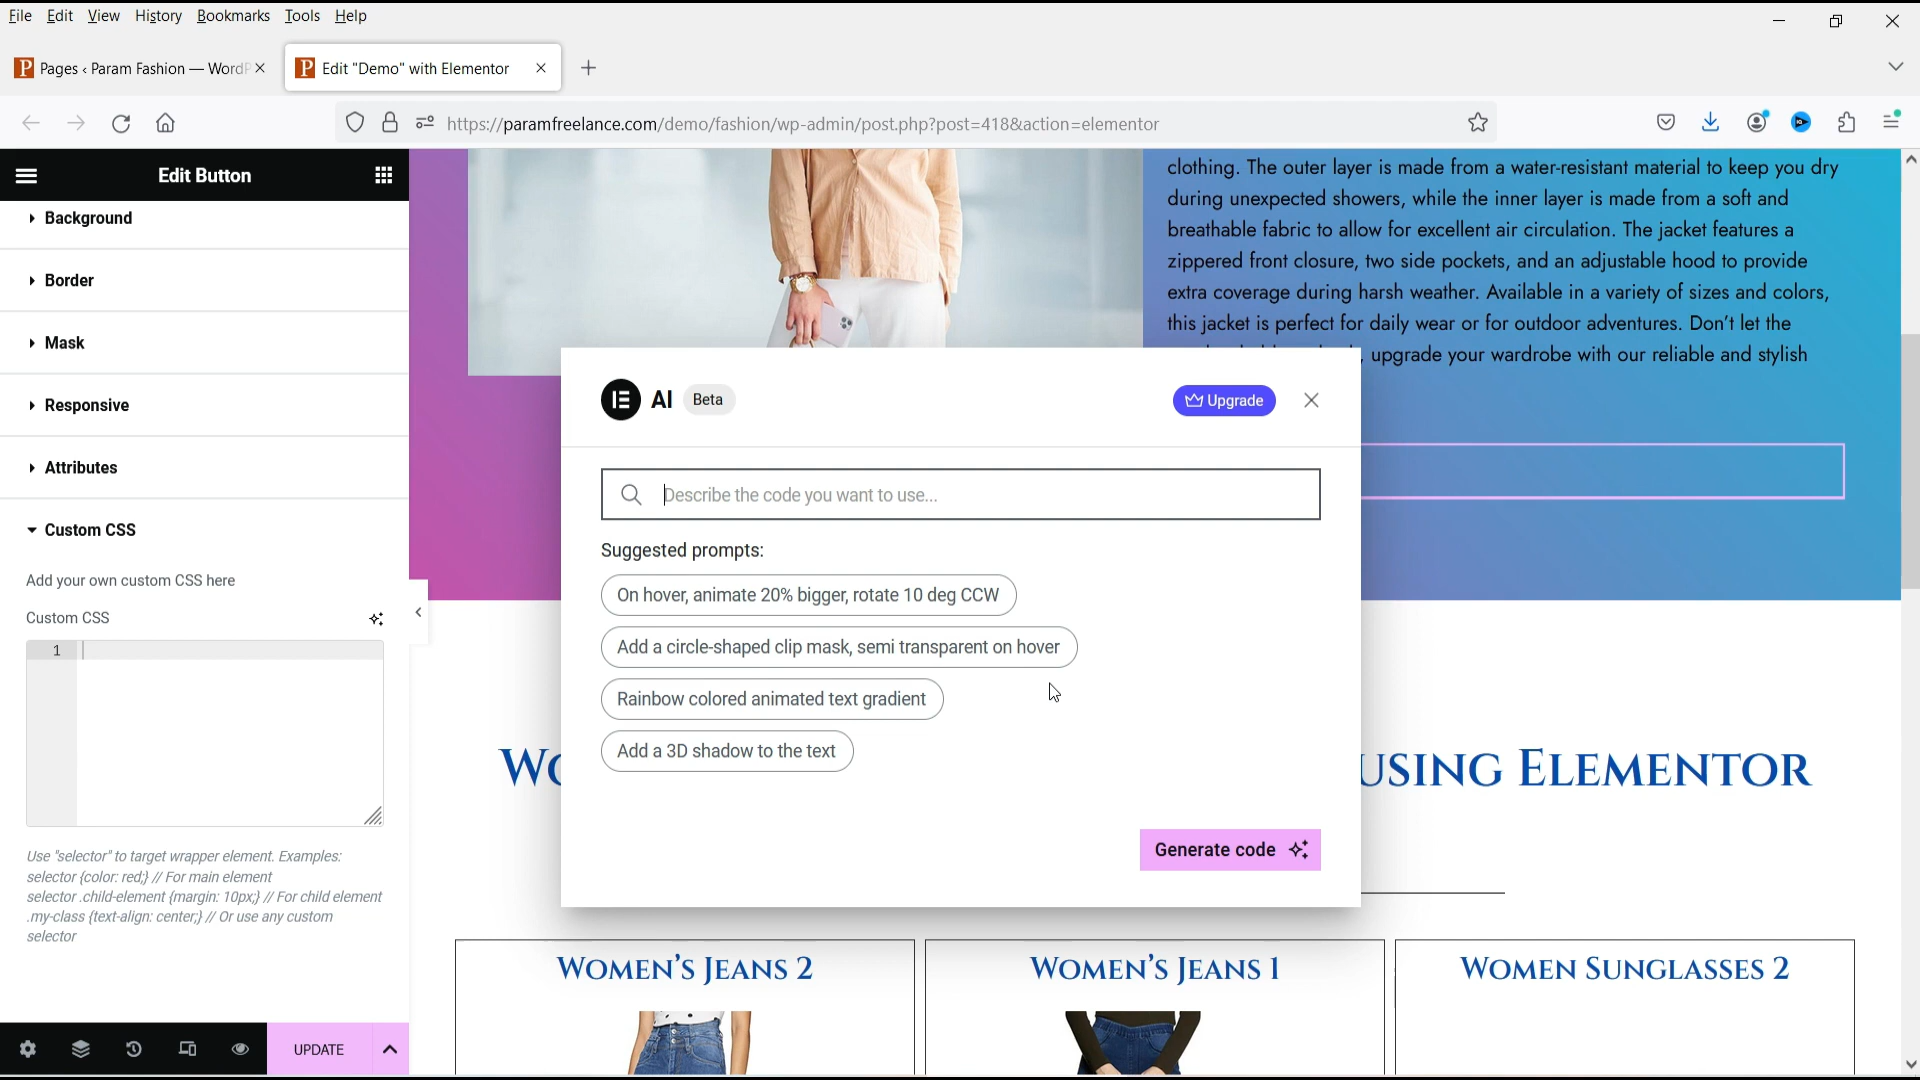 File Edit View History Bookmarks Tools Help
Pages ‹ Param Fashion — WordP
Edit "Demo" with Elementor
https://paramfreelance.com/demo/fashion/wp-admin/post.php?post=418&action=elementor
Edit Button
Background
Border
Mask
Responsive
Attributes
Custom CSS
Add your own custom CSS here
Custom CSS
1
Use "selector" to target wrapper element. Examples:
selector {color: red;} // For main element
selector .child-element {margin: 10px;} // For child element
.my-class {text-align: center;} // Or use any custom
selector
UPDATE
clothing. The outer layer is made from a water-resistant material to keep you dry
during unexpected showers, while the inner layer is made from a soft and
breathable fabric to allow for excellent air circulation. The jacket features a
zippered front closure, two side pockets, and an adjustable hood to provide
extra coverage during harsh weather. Available in a variety of sizes and colors,
this jacket is perfect for daily wear or for outdoor adventures. Don't let the
, upgrade your wardrobe with our reliable and stylish
AI Beta
Upgrade
Describe the code you want to use...
Suggested prompts:
On hover, animate 20% bigger, rotate 10 deg CCW
Add a circle-shaped clip mask, semi transparent on hover
Rainbow colored animated text gradient
Add a 3D shadow to the text
Generate code
Wo using Elementor
Women's Jeans 2
Women's Jeans 1
Women Sunglasses 2